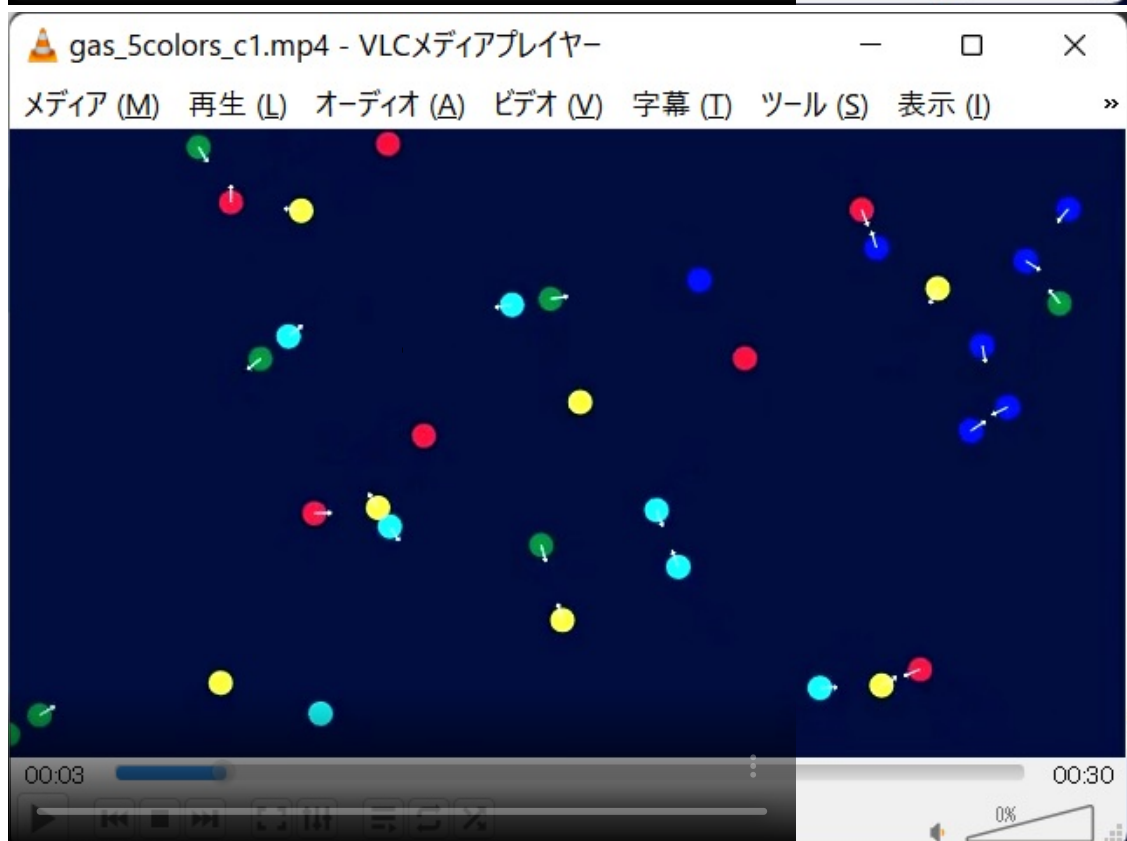 gas_5colors_c1.mp4 - VLCメディアプレイヤー
メディア (M) 再生 (L) オーディオ (A) ビデオ (V) 字幕 (T) ツール (S) 表示 (I) »
00:03 00:30
0%